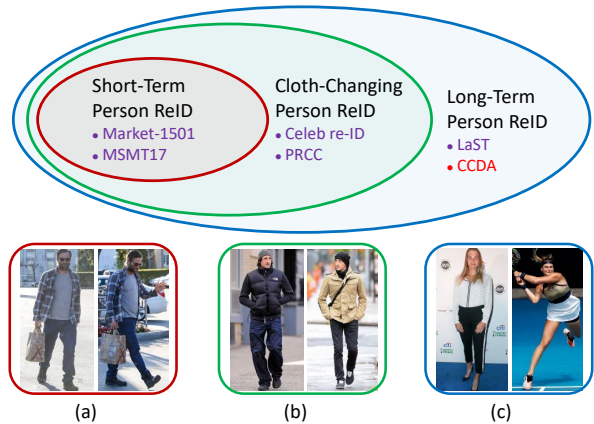 Short-Term
Person ReID
• Market-1501
• MSMT17
Cloth-Changing
Person ReID
• Celeb re-ID
• PRCC
Long-Term
Person ReID
• LaST
• CCDA
(a)
(b)
(c)